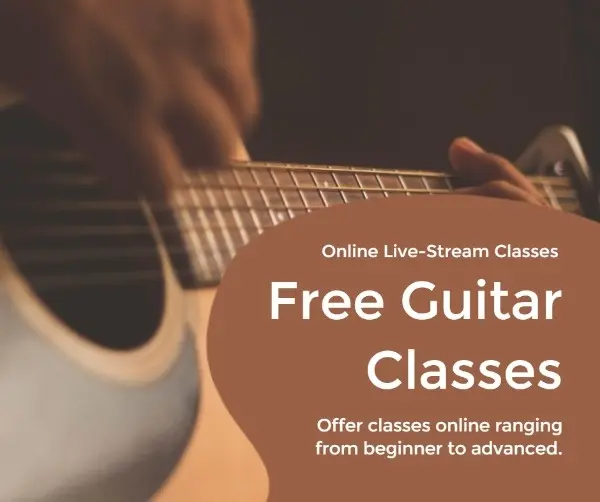 Online Live-Stream Classes
Free Guitar
Classes
Offer classes online ranging
from beginner to advanced.